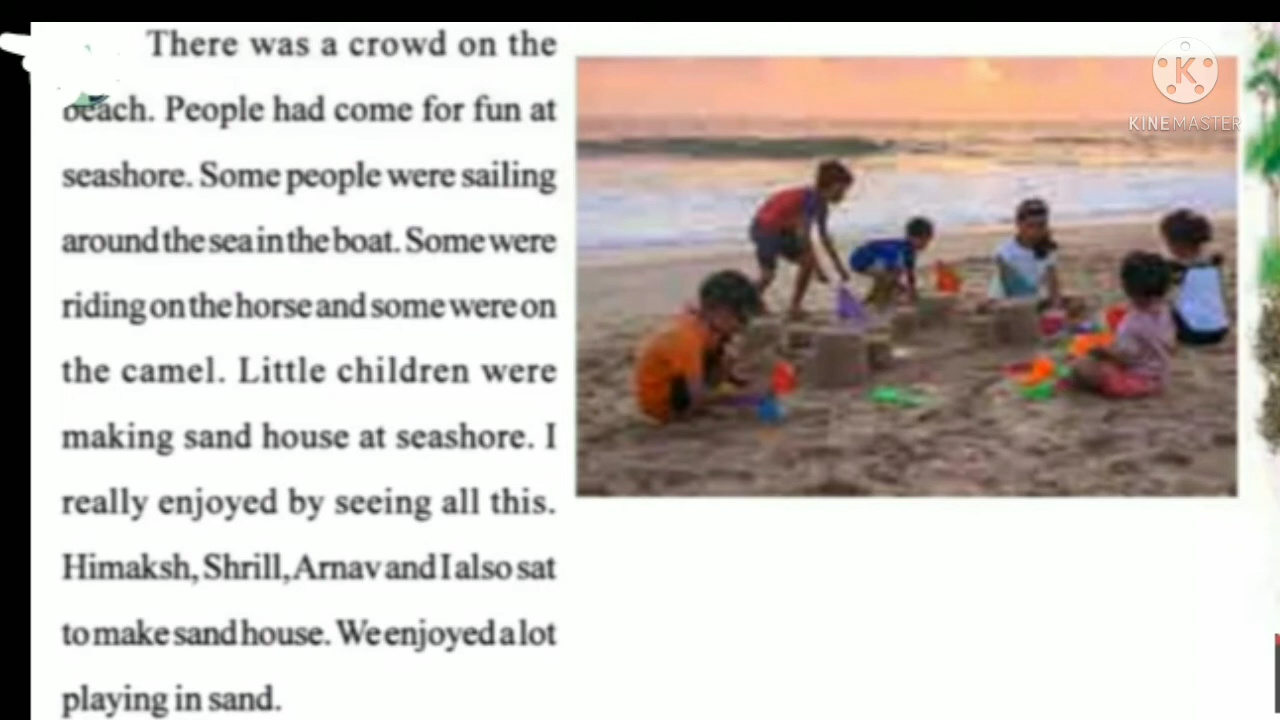 There was a crowd on the
beach. People had come for fun at
seashore. Some people were sailing
around the sea in the boat. Some were
riding on the horse and some were on
the camel. Little children were
making sand house at seashore. I
really enjoyed by seeing all this.
Himaksh, Shrill, Arnav and I also sat
to make sand house. We enjoyed a lot
playing in sand.
K
KINEMASTER